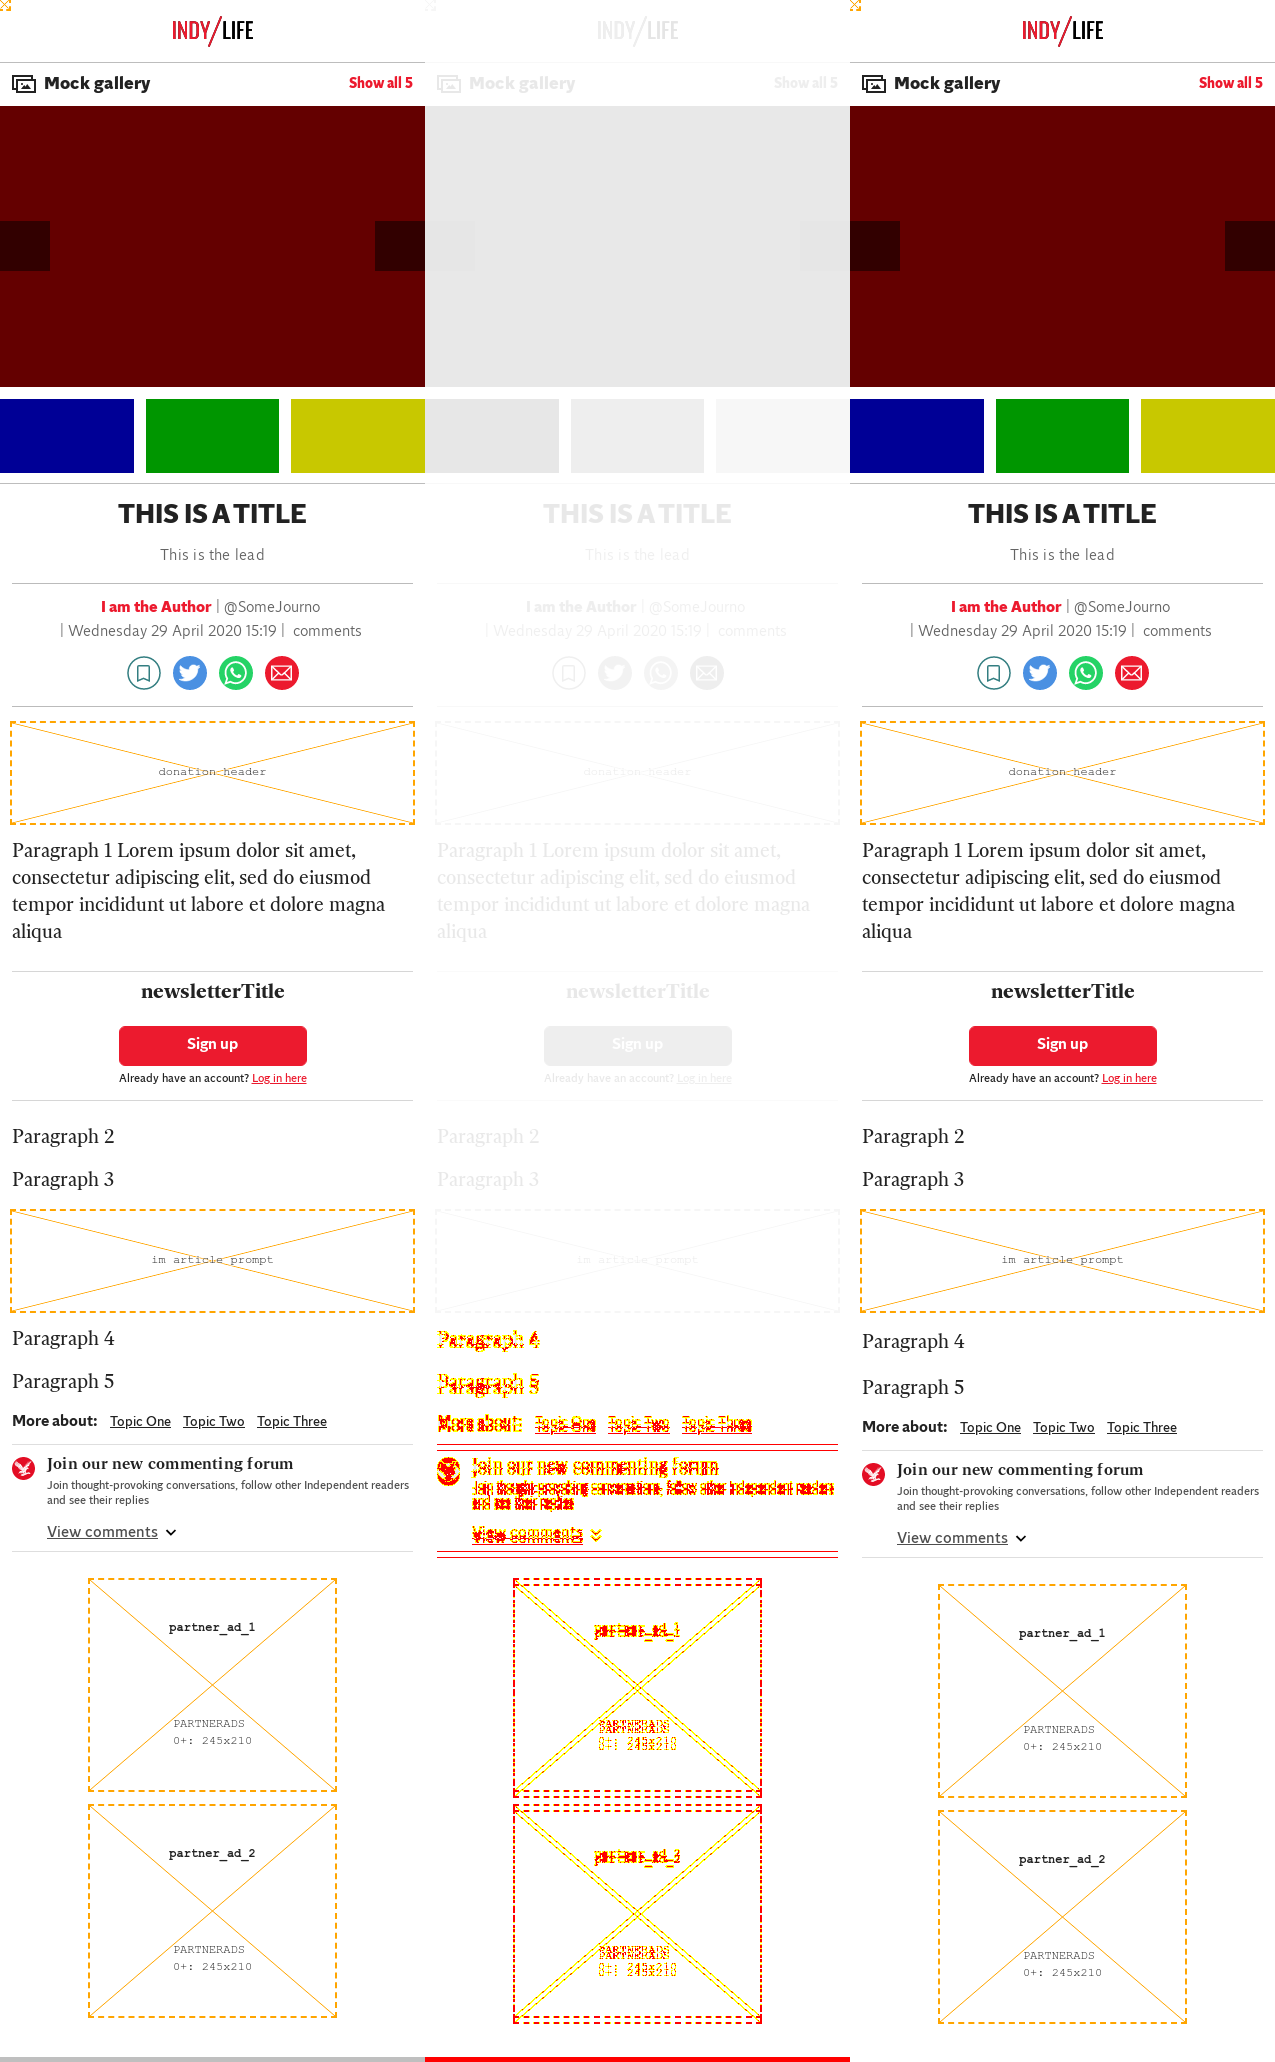 INDY/LIFE
Mock gallery
Show all 5
THIS IS A TITLE
This is the lead
I am the Author | @SomeJourno
| Wednesday 29 April 2020 15:19 | comments
donation header
Paragraph 1 Lorem ipsum dolor sit amet,
consectetur adipiscing elit, sed do eiusmod
tempor incididunt ut labore et dolore magna
aliqua
newsletterTitle
Sign up
Already have an account? Log in here
Paragraph 2
Paragraph 3
im article prompt
Paragraph 4
Paragraph 5
More about: Topic One Topic Two Topic Three
Join our new commenting forum
Join thought-provoking conversations, follow other Independent readers
and see their replies
View comments
partner_ad_1
PARTNERADS
0+: 245x210
partner_ad_2
PARTNERADS
0+: 245x210
INDY/LIFE
Mock gallery
Show all 5
THIS IS A TITLE
This is the lead
I am the Author | @SomeJourno
| Wednesday 29 April 2020 15:19 | comments
donation header
Paragraph 1 Lorem ipsum dolor sit amet,
consectetur adipiscing elit, sed do eiusmod
tempor incididunt ut labore et dolore magna
aliqua
newsletterTitle
Sign up
Already have an account? Log in here
Paragraph 2
Paragraph 3
im article prompt
Paragraph 4
Paragraph 5
More about: Topic One Topic Two Topic Three
Join our new commenting forum
View comments
partner_ad_1
PARTNERADS
0+: 245x210
partner_ad_2
PARTNERADS
0+: 245x210
INDY/LIFE
Mock gallery
Show all 5
THIS IS A TITLE
This is the lead
I am the Author | @SomeJourno
| Wednesday 29 April 2020 15:19 | comments
donation header
Paragraph 1 Lorem ipsum dolor sit amet,
consectetur adipiscing elit, sed do eiusmod
tempor incididunt ut labore et dolore magna
aliqua
newsletterTitle
Sign up
Already have an account? Log in here
Paragraph 2
Paragraph 3
im article prompt
Paragraph 4
Paragraph 5
More about: Topic One Topic Two Topic Three
Join our new commenting forum
Join thought-provoking conversations, follow other Independent readers
and see their replies
View comments
partner_ad_1
PARTNERADS
0+: 245x210
partner_ad_2
PARTNERADS
0+: 245x210